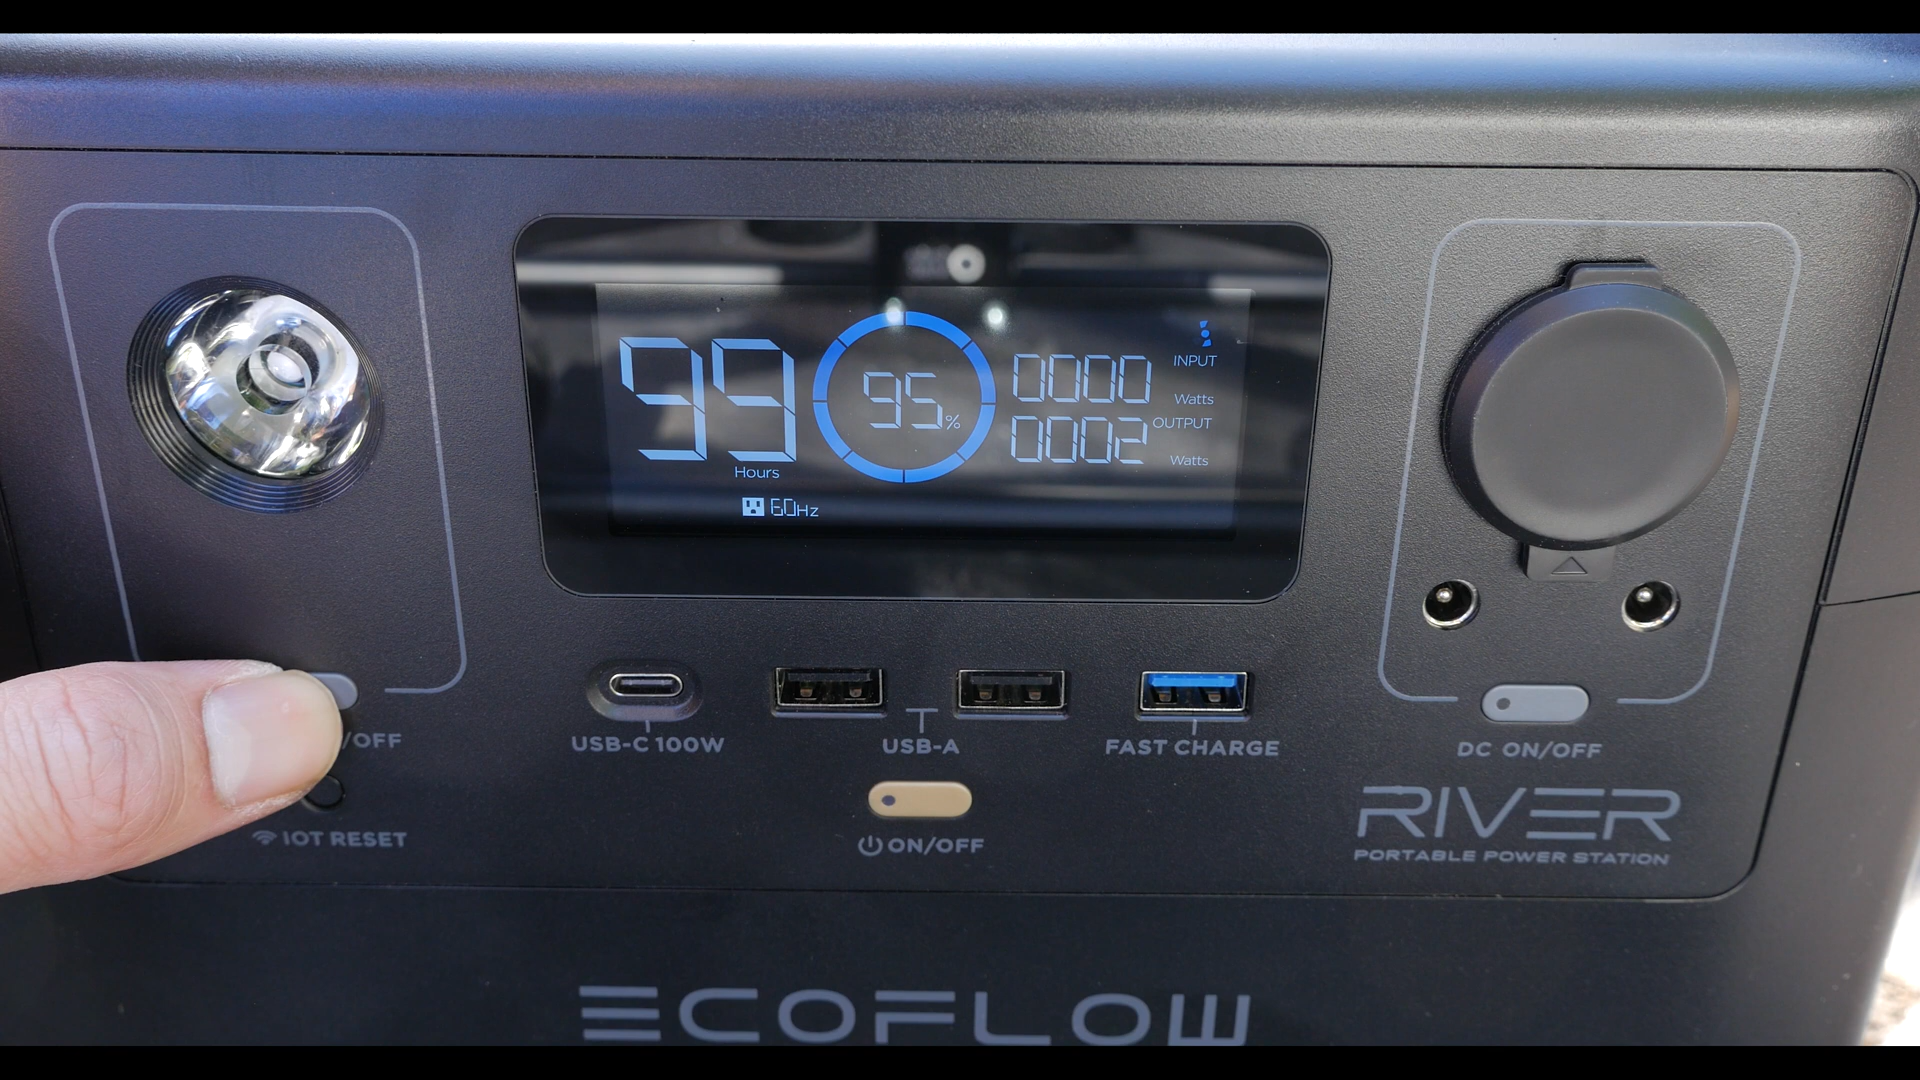 99
Hours
60Hz
95%
INPUT
0000
Watts
OUTPUT
0002
Watts
/OFF
IOT RESET
USB-C 100W
USB-A
FAST CHARGE
ON/OFF
DC ON/OFF
RIVER
PORTABLE POWER STATION
ECOFLOW